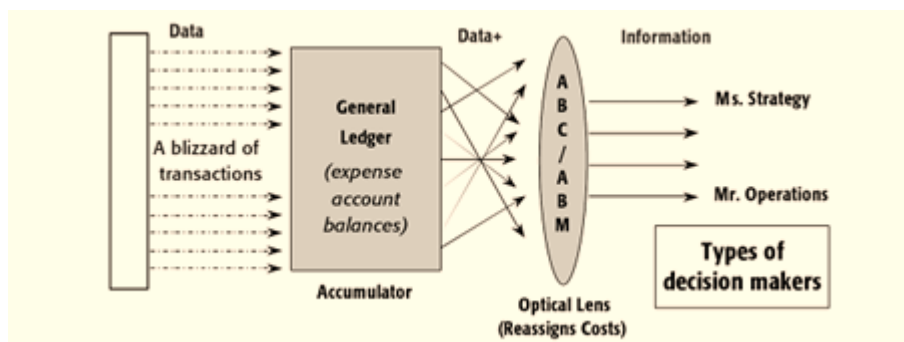 Data
A blizzard of
transactions
General
Ledger
(expense
account
balances)
Accumulator
Data+
A
B
C
/
A
B
M
Optical Lens
(Reassigns Costs)
Information
Ms. Strategy
Mr. Operations
Types of
decision makers